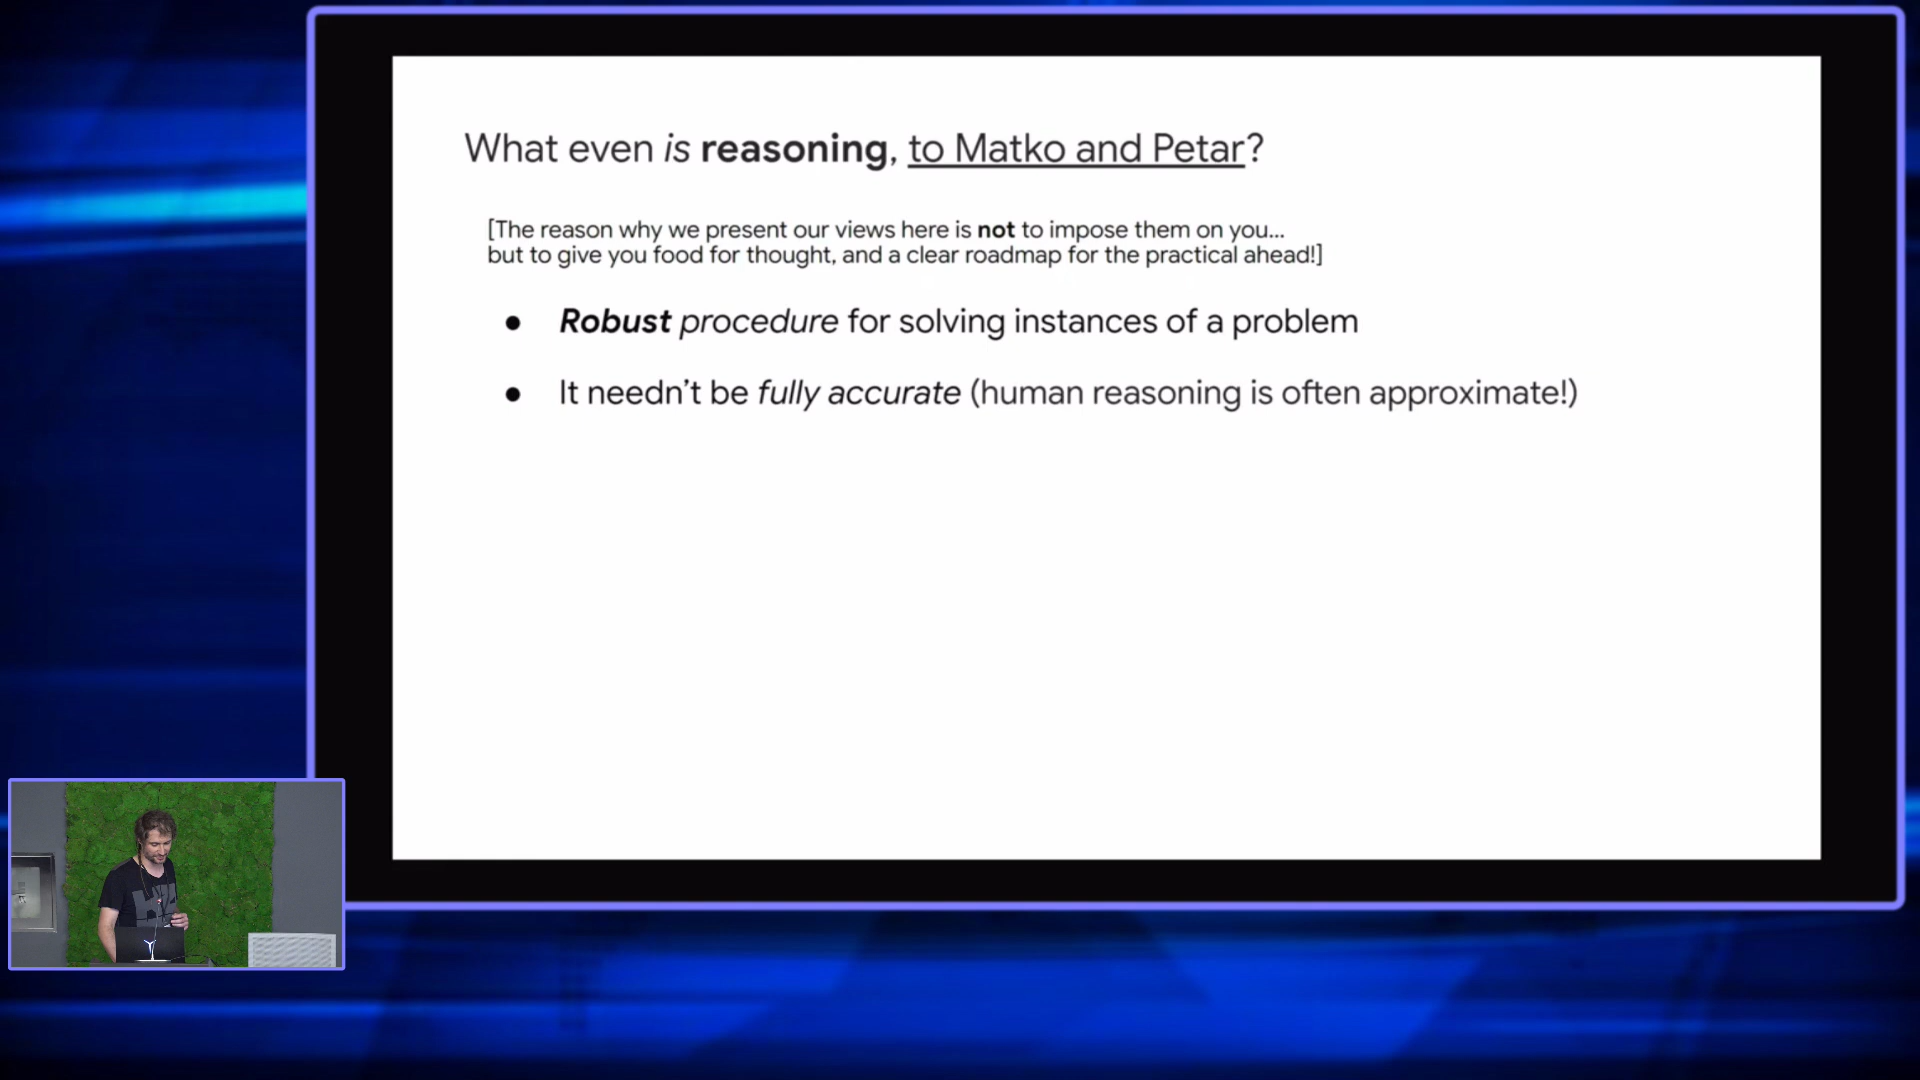 What even is reasoning, to Matko and Petar?
[The reason why we present our views here is not to impose them on you...
but to give you food for thought, and a clear roadmap for the practical ahead!]
● Robust procedure for solving instances of a problem
● It needn't be fully accurate (human reasoning is often approximate!)